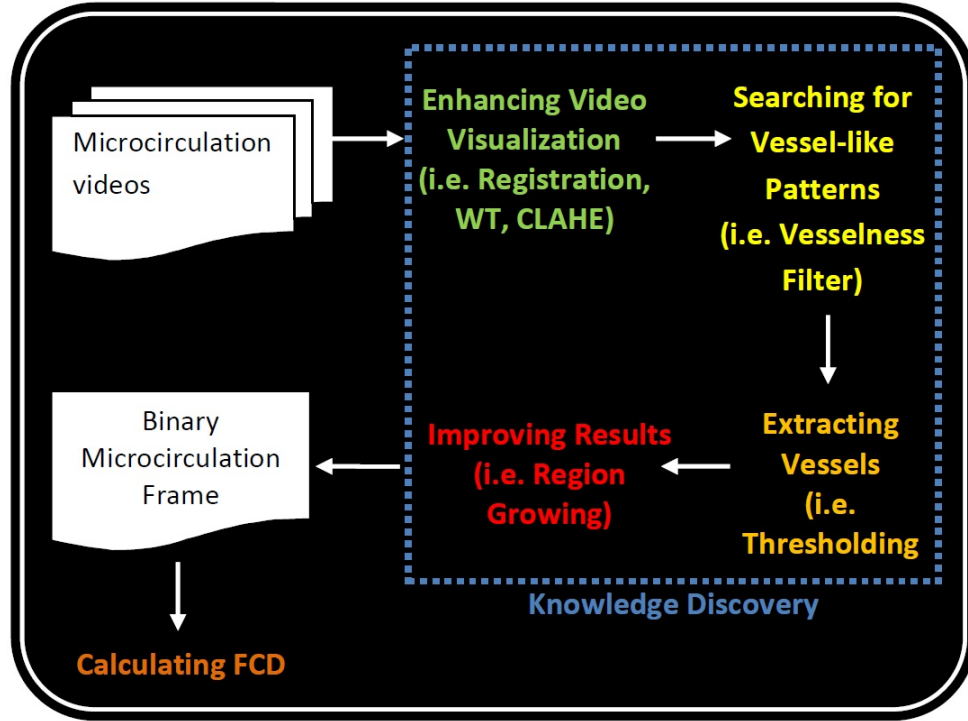 Microcirculation
videos
Enhancing Video
Visualization
(i.e. Registration,
WT, CLAHE)
Searching for
Vessel-like
Patterns
(i.e. Vesselness
Filter)
Extracting
Vessels
(i.e.
Thresholding
Improving Results
(i.e. Region
Growing)
Binary
Microcirculation
Frame
Knowledge Discovery
Calculating FCD